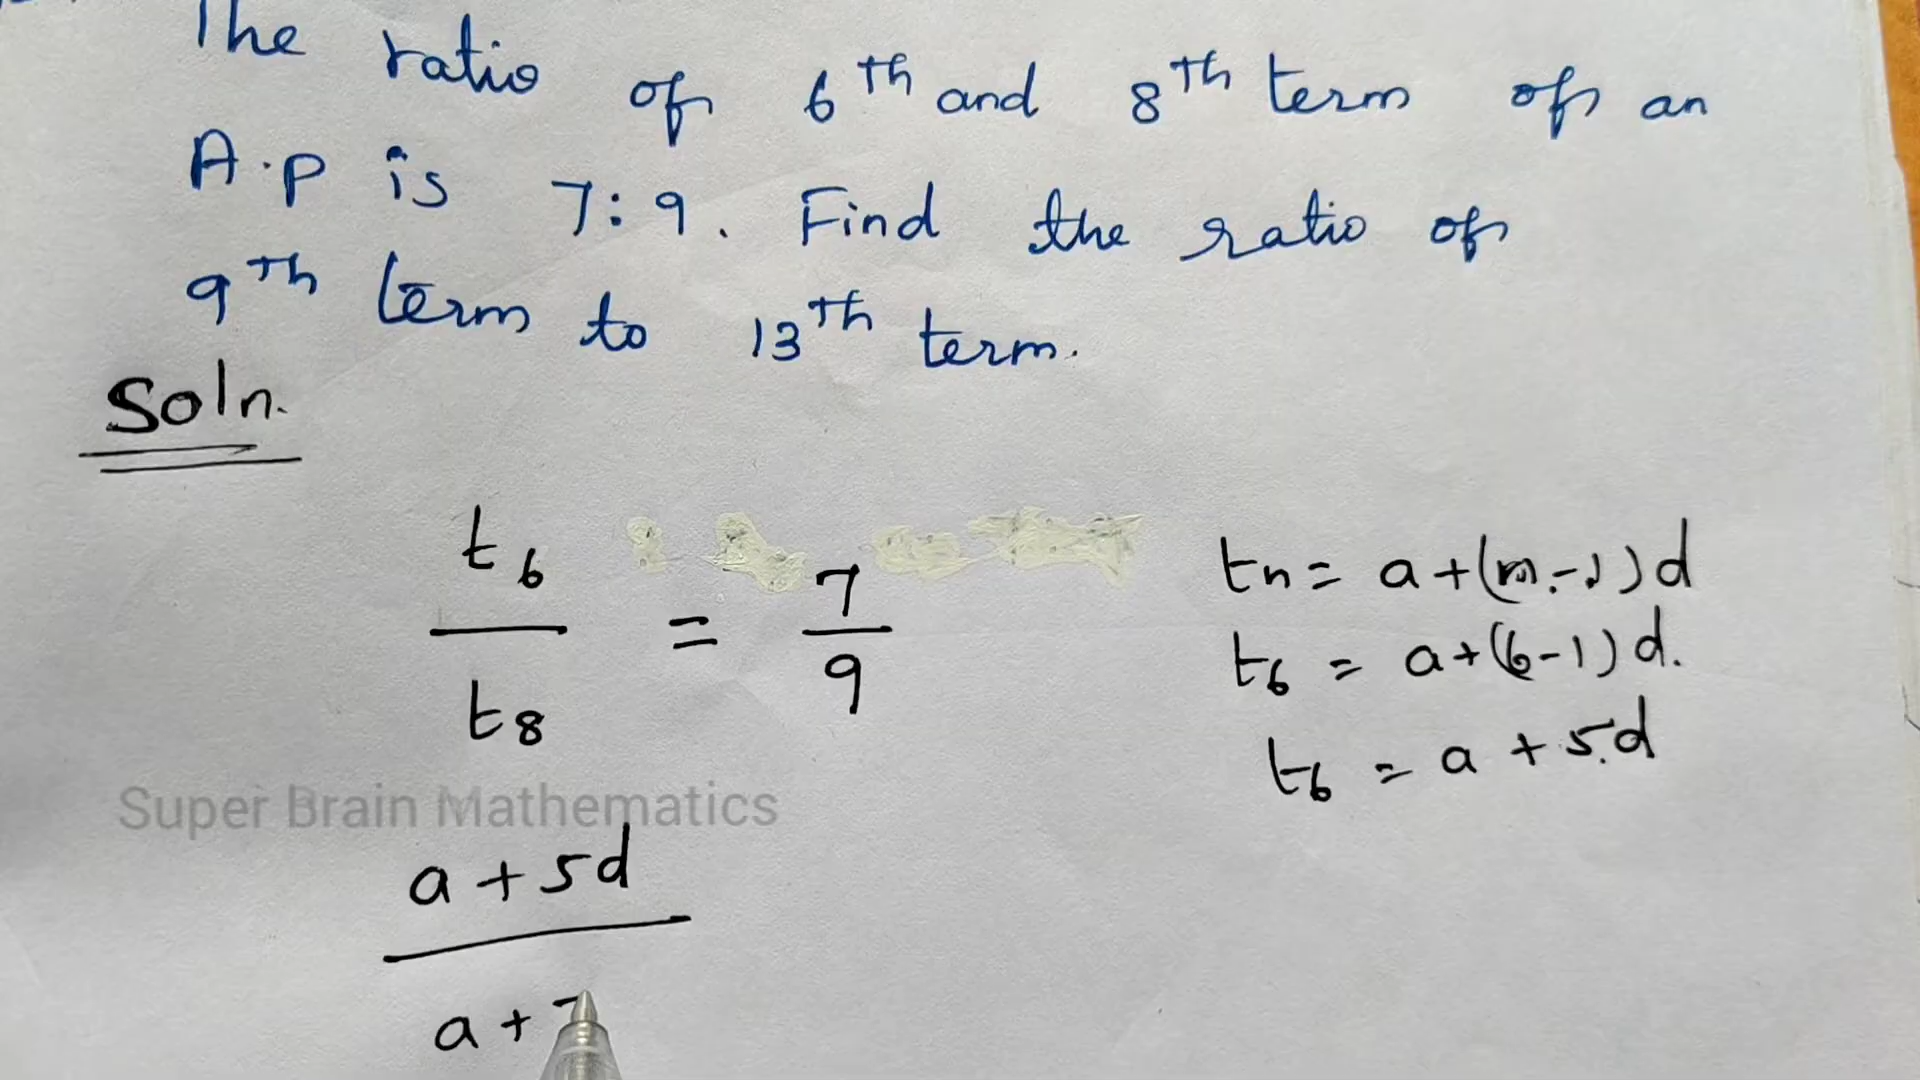 The ratio of 6th and 8th term of an
A.P is 7:9. Find the ratio of
9th term to 13th term.
Soln.
t6 / t8 = 7 / 9
tn = a + (n-1) d
t6 = a + (6-1) d.
t6 = a + 5d
Super Brain Mathematics
a + 5d
a + 7